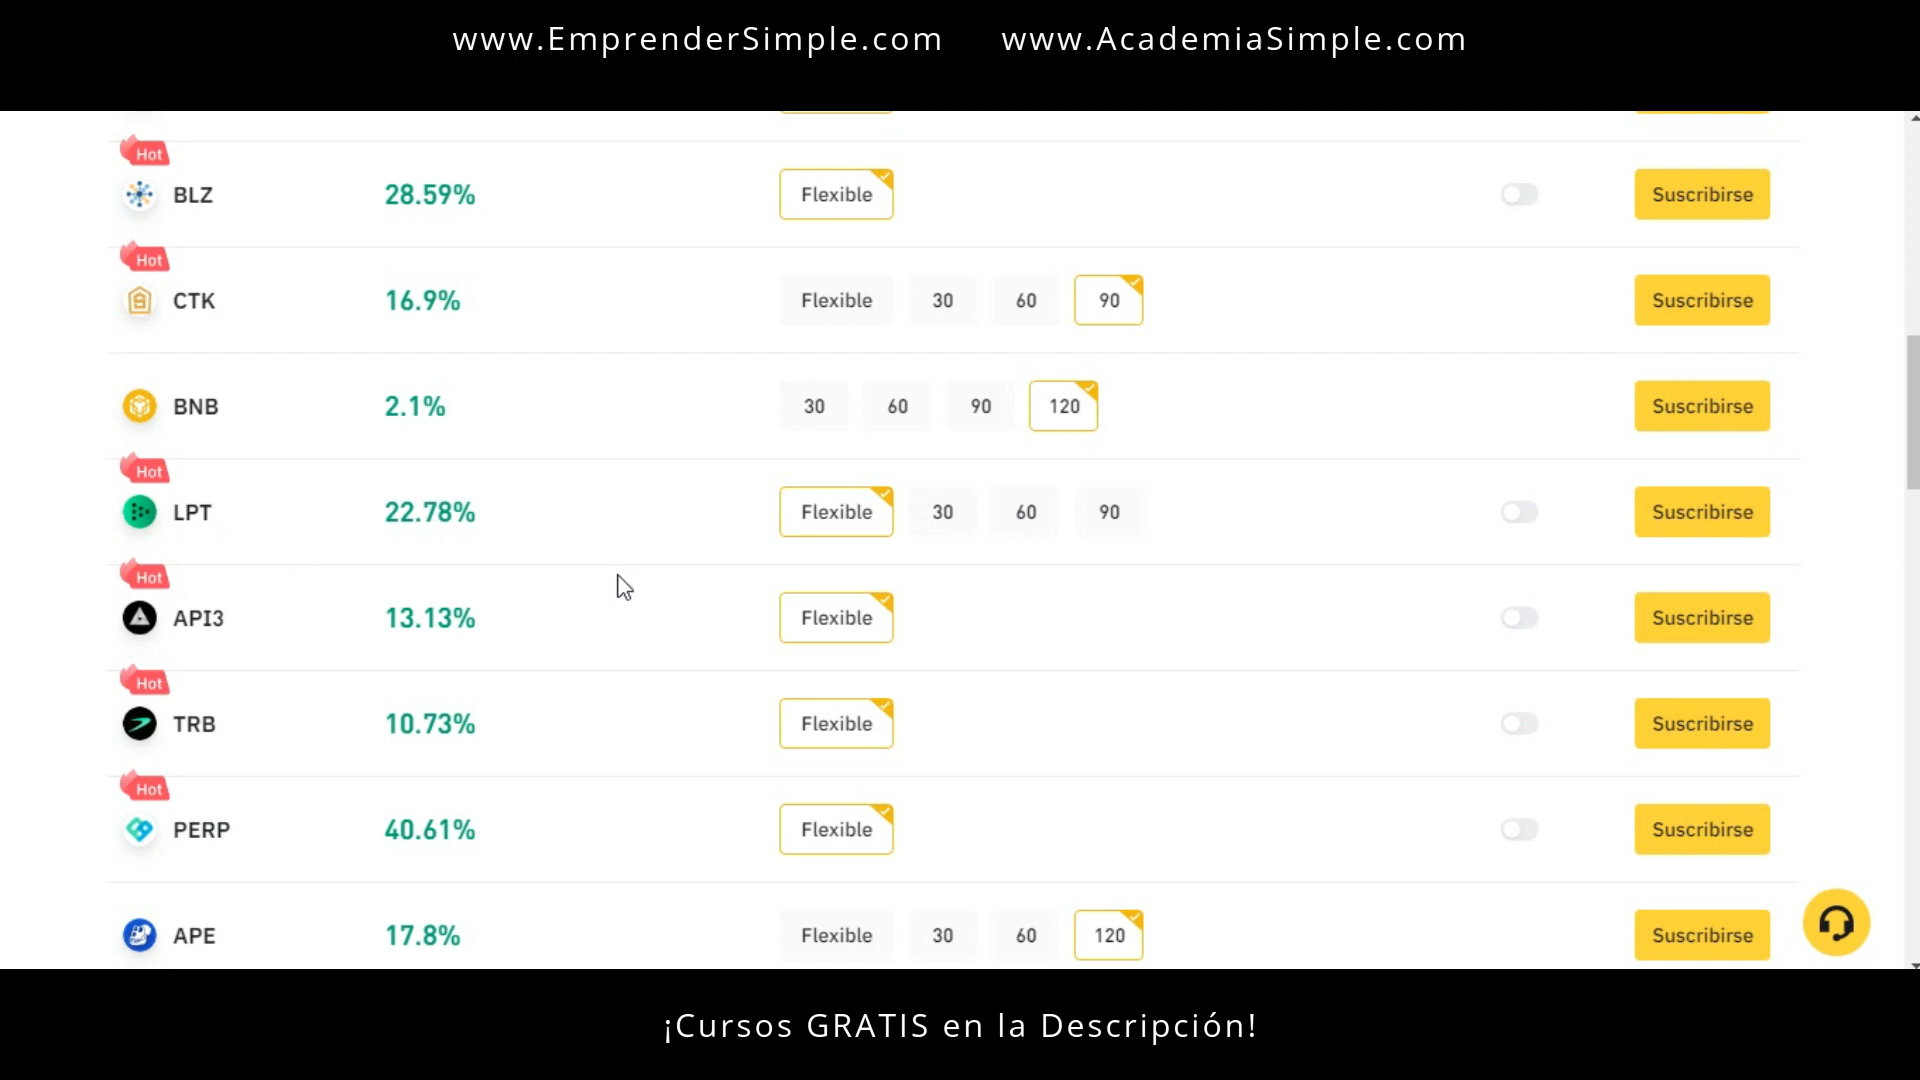 www.EmprenderSimple.com www.AcademiaSimple.com
Hot
BLZ 28.59% Flexible Suscribirse
Hot
CTK 16.9% Flexible 30 60 90 Suscribirse
BNB 2.1% 30 60 90 120 Suscribirse
Hot
LPT 22.78% Flexible 30 60 90 Suscribirse
Hot
API3 13.13% Flexible Suscribirse
Hot
TRB 10.73% Flexible Suscribirse
Hot
PERP 40.61% Flexible Suscribirse
APE 17.8% Flexible 30 60 120 Suscribirse
¡Cursos GRATIS en la Descripción!